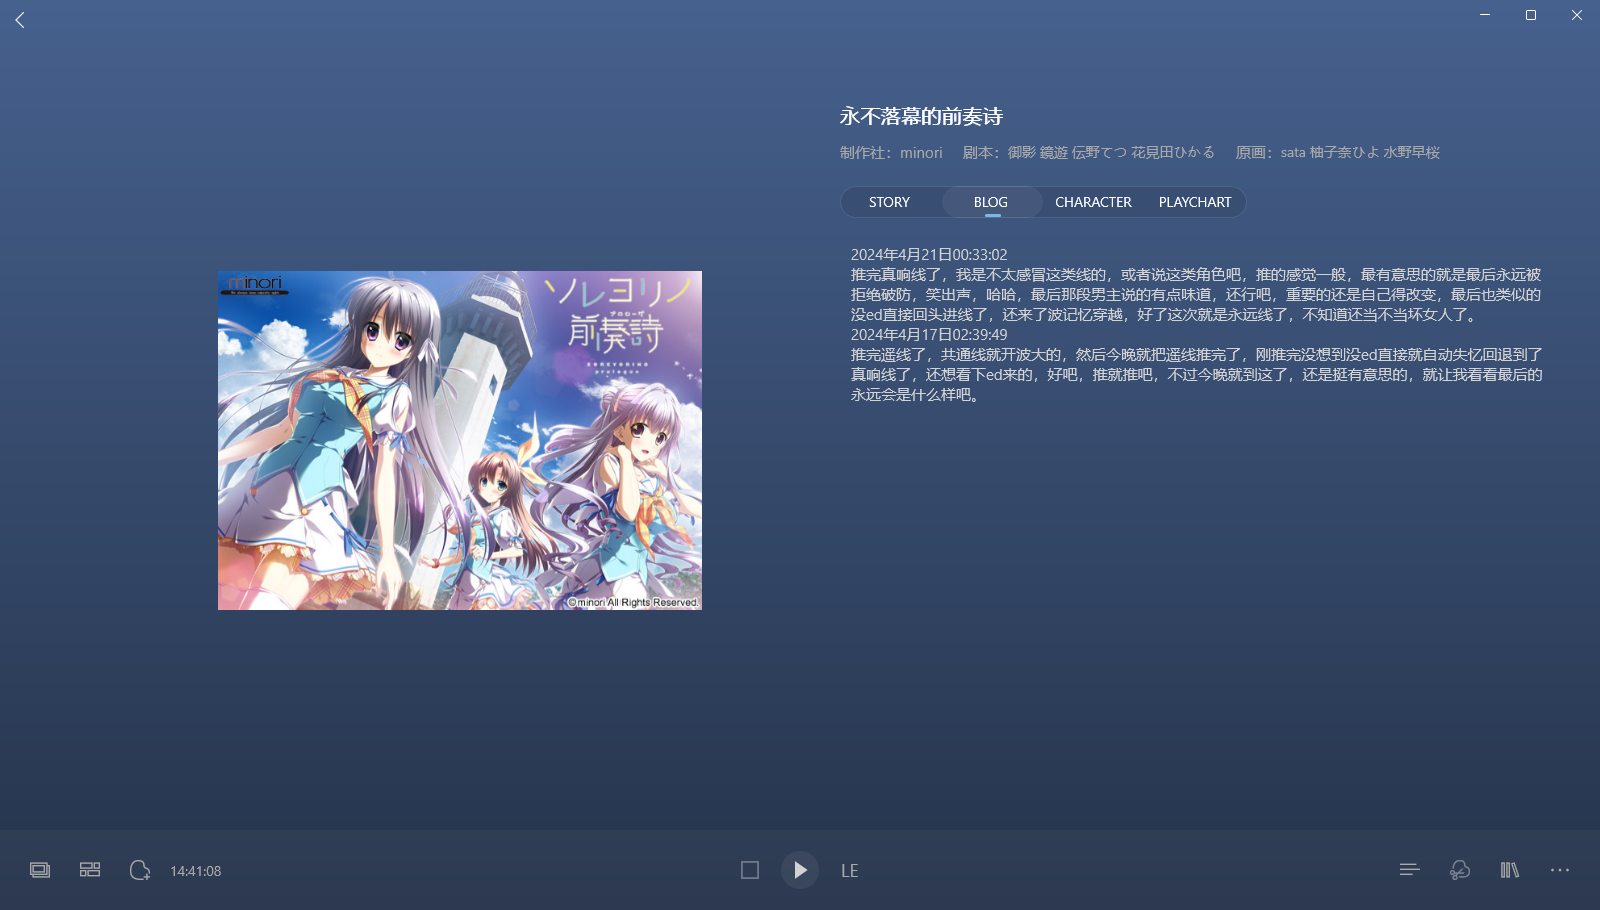 永不落幕的前奏诗
制作社：minori 剧本：御影 鏡遊 伝野てつ 花見田ひかる 原画：sata 柚子奈ひよ 水野早桜
STORY BLOG CHARACTER PLAYCHART
2024年4月21日00:33:02
推完真响线了，我是不太感冒这类线的，或者说这类角色吧，推的感觉一般，最有意思的就是最后永远被
拒绝破防，笑出声，哈哈，最后那段男主说的有点味道，还行吧，重要的还是自己得改变，最后也类似的
没ed直接回头进线了，还来了波记忆穿越，好了这次就是永远线了，不知道还当不当坏女人了。
2024年4月17日02:39:49
推完遥线了，共通线就开波大的，然后今晚就把遥线推完了，刚推完没想到没ed直接就自动失忆回退到了
真响线了，还想看下ed来的，好吧，推就推吧，不过今晚就到这了，还是挺有意思的，就让我看看最后的
永远会是什么样吧。
minori
ソレヨリノ
プロローグ
前奏詩
soreyorino
prologue
©minori All Rights Reserved.
14:41:08
LE